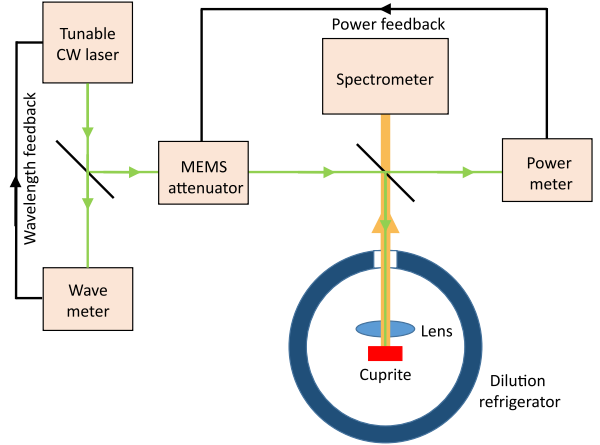 Tunable
CW laser
Power feedback
Spectrometer
Wavelength feedback
MEMS
attenuator
Power
meter
Wave
meter
Lens
Cuprite
Dilution
refrigerator